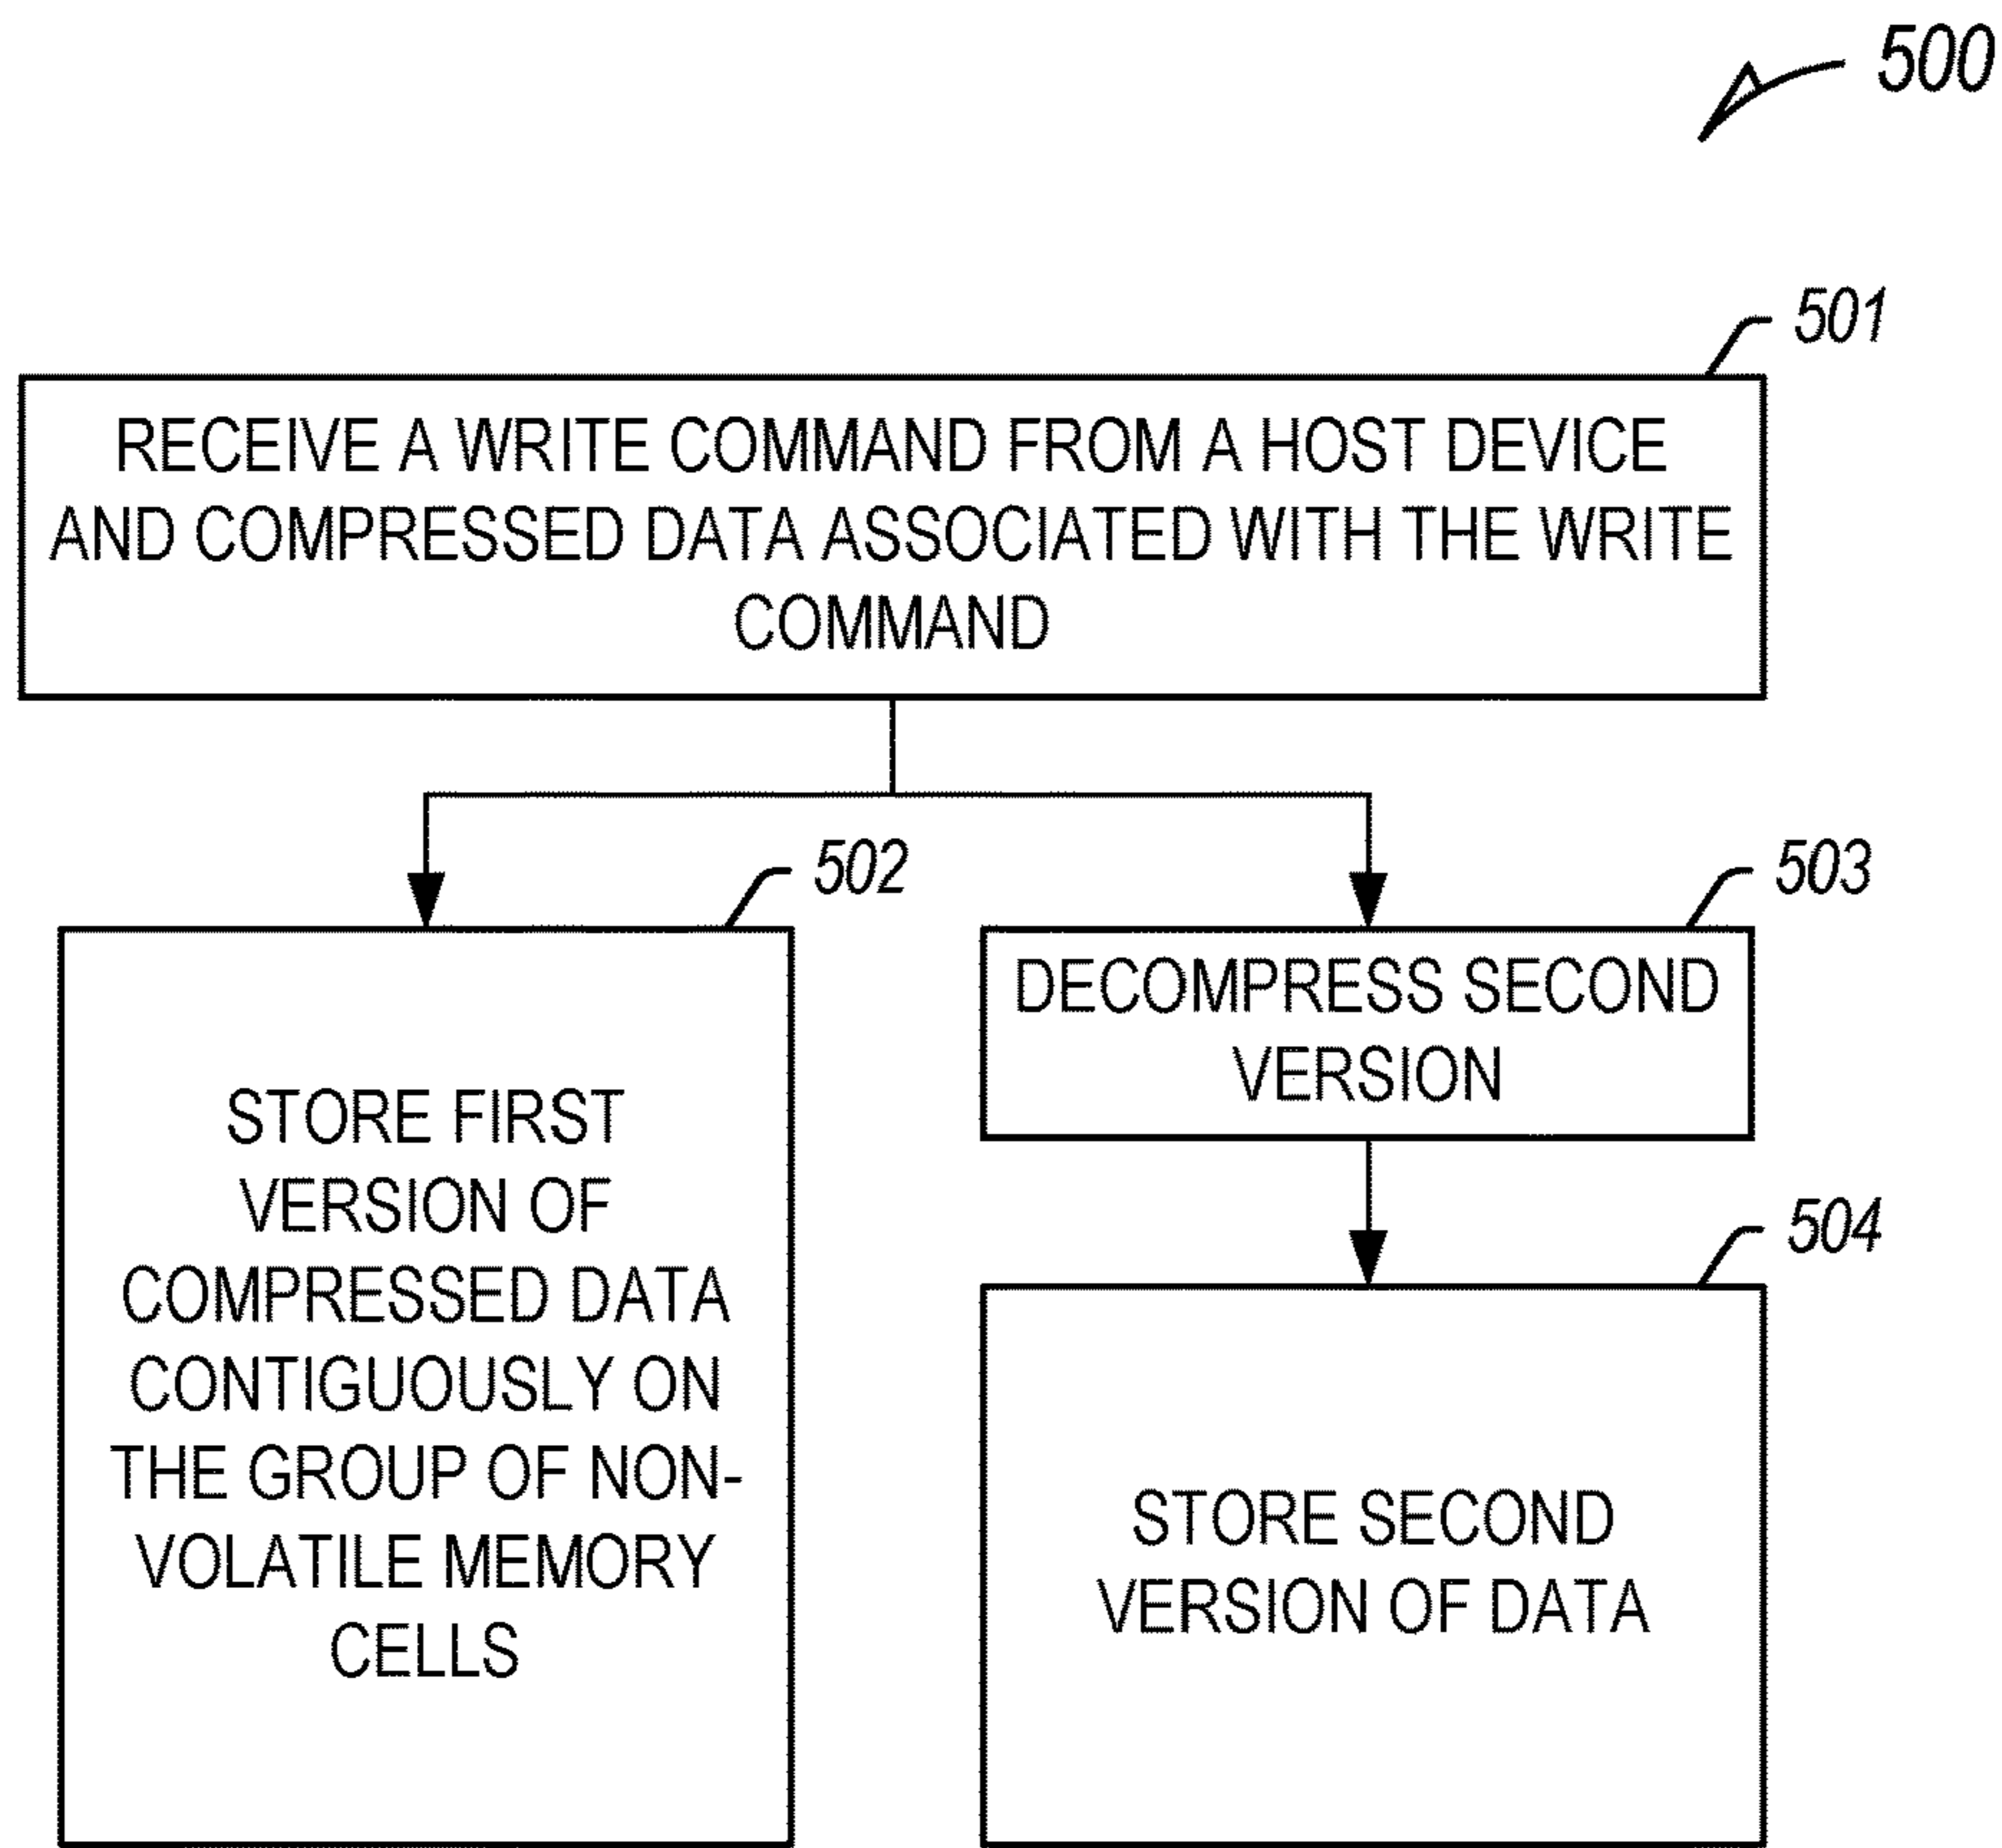 500
501
RECEIVE A WRITE COMMAND FROM A HOST DEVICE
AND COMPRESSED DATA ASSOCIATED WITH THE WRITE
COMMAND
502
STORE FIRST
VERSION OF
COMPRESSED DATA
CONTIGUOUSLY ON
THE GROUP OF NON-
VOLATILE MEMORY
CELLS
503
DECOMPRESS SECOND
VERSION
504
STORE SECOND
VERSION OF DATA